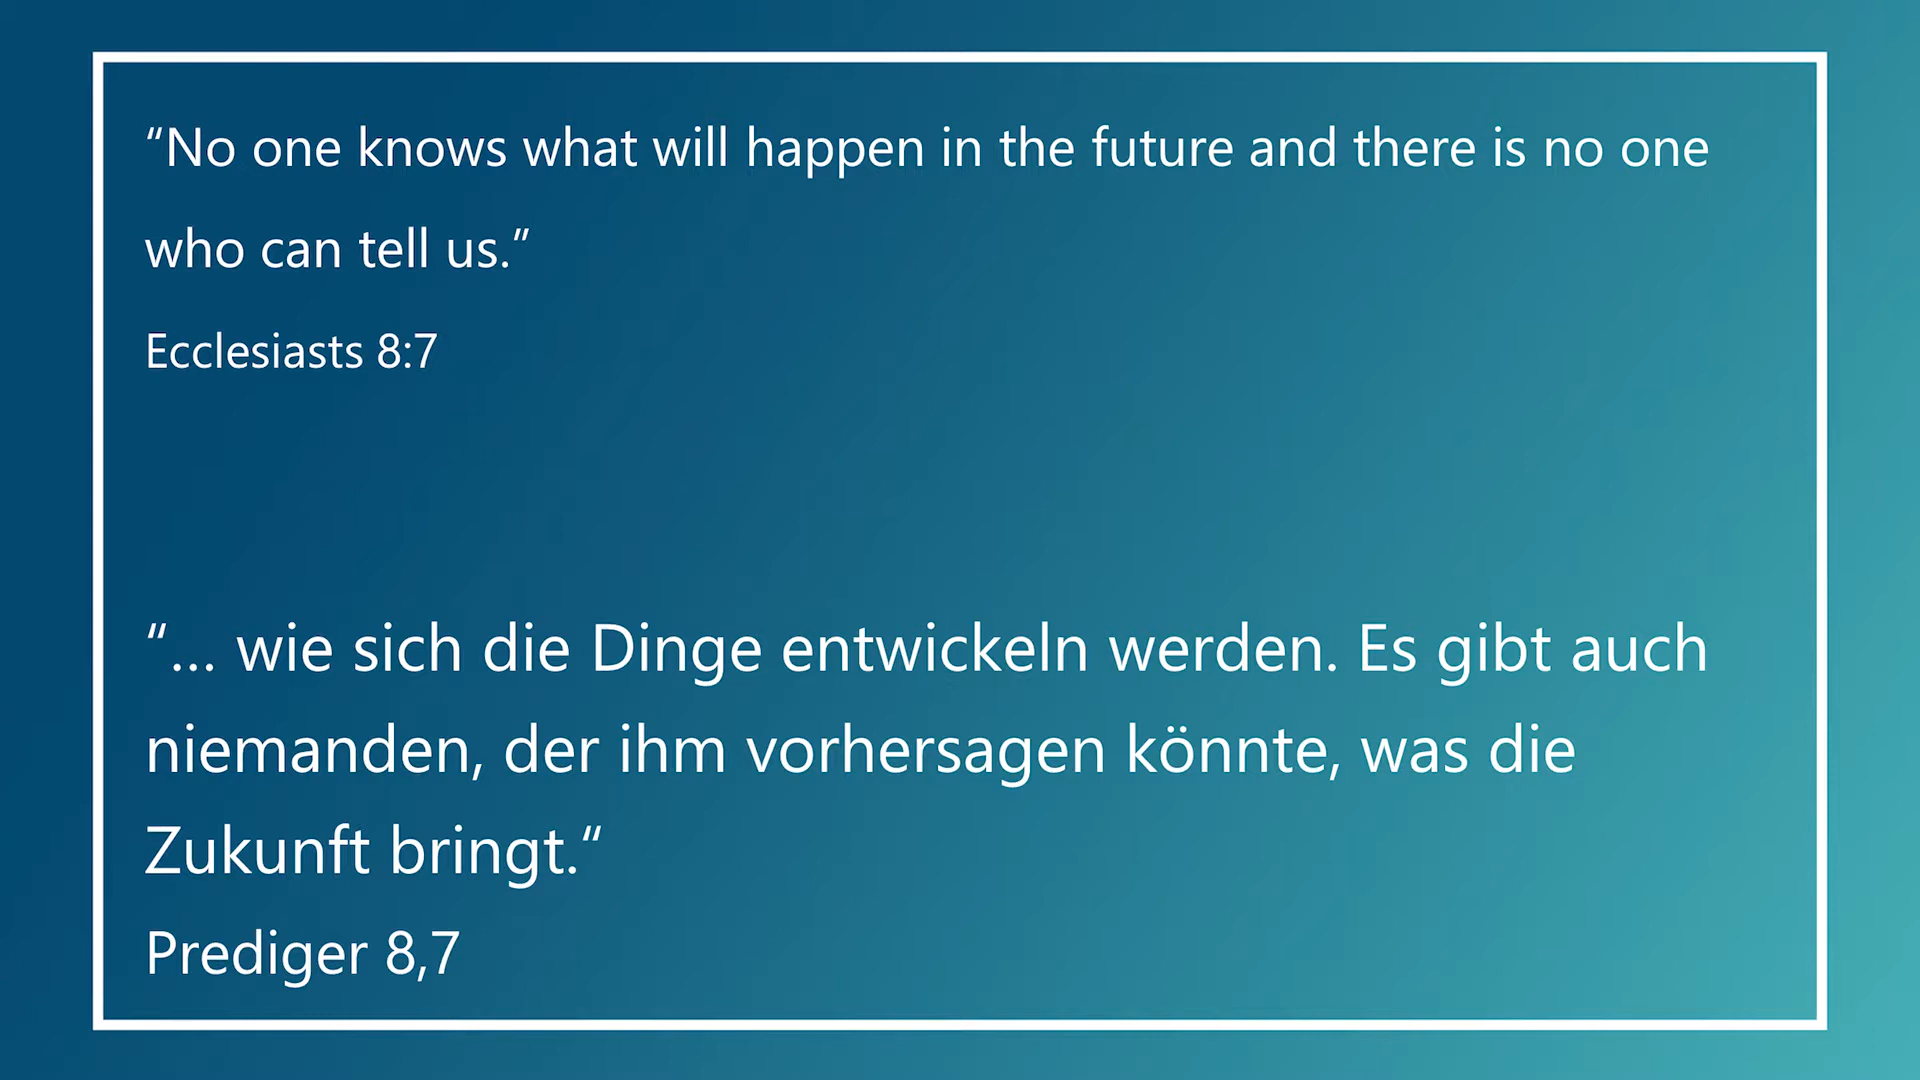 “No one knows what will happen in the future and there is no one
who can tell us.”
Ecclesiasts 8:7
“… wie sich die Dinge entwickeln werden. Es gibt auch
niemanden, der ihm vorhersagen könnte, was die
Zukunft bringt.“
Prediger 8,7